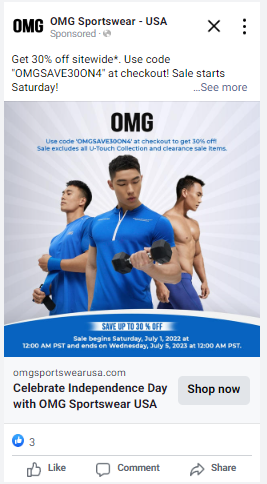 OMG
OMG Sportswear - USA
Sponsored ·
Get 30% off sitewide*. Use code
"OMGSAVE30ON4" at checkout! Sale starts
Saturday!
...See more
OMG
Use code 'OMGSAVE30ON4' at checkout to get 30% off!
Sale excludes all U-Touch Collection and clearance sale items.
SAVE UP TO 30 % OFF
Sale begins Saturday, July 1, 2022 at
12:00 AM PST and ends on Wednesday, July 5, 2023 at 12:00 AM PST.
omgsportswearusa.com
Celebrate Independence Day
with OMG Sportswear USA
Shop now
3
Like
Comment
Share